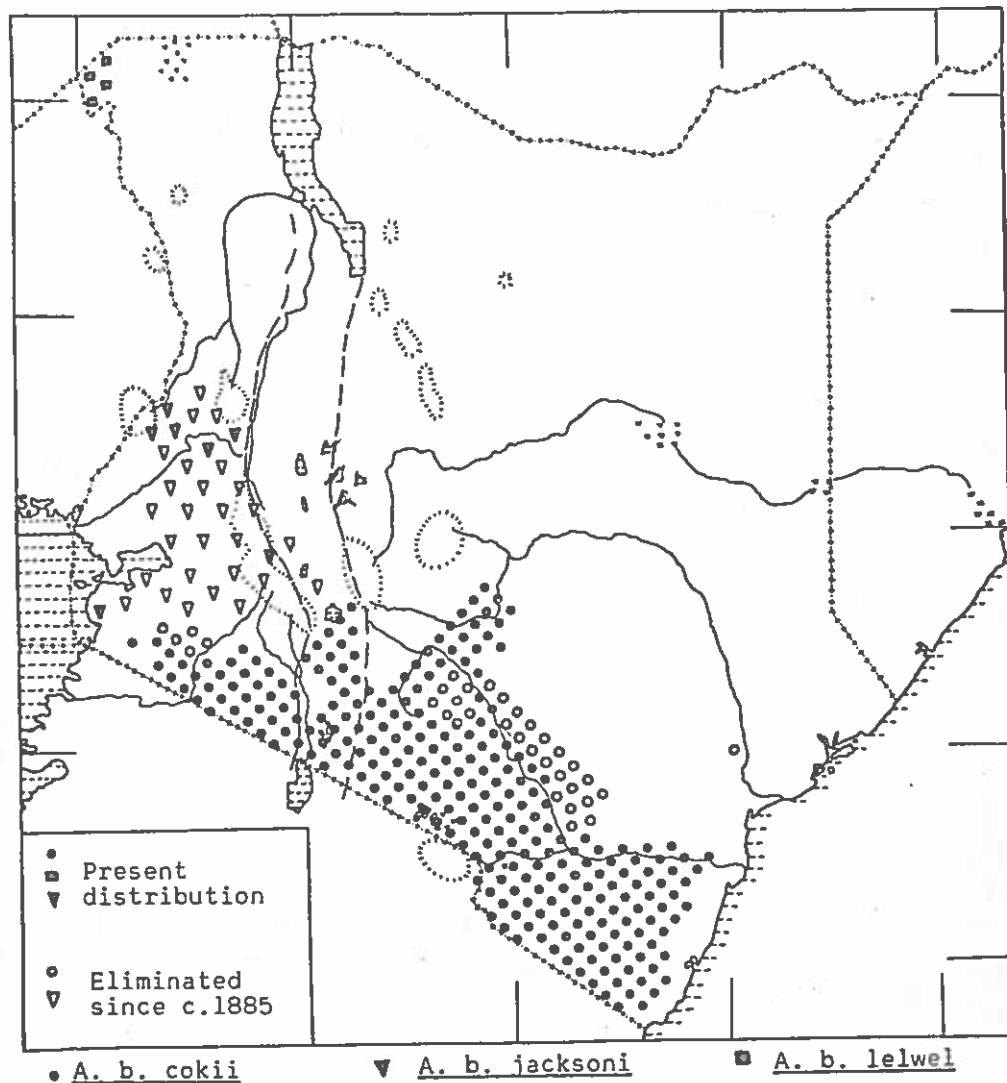 Present
distribution
Eliminated
since c.1885
A. b. cokii
A. b. jacksoni
A. b. lelwel